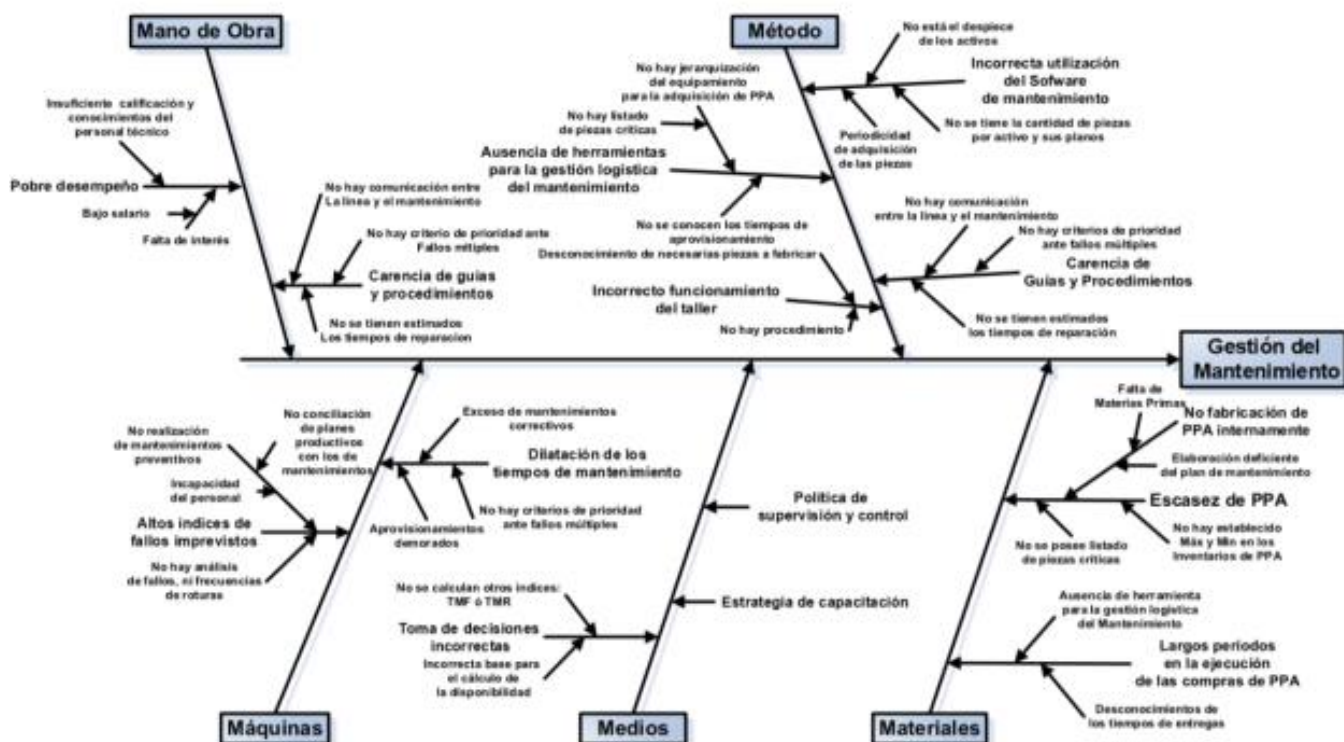 Mano de Obra
Insuficiente calificación y
conocimientos del
personal técnico
Pobre desempeño
Bajo salario
Falta de interés
No hay comunicación entre
La línea y el mantenimiento
No hay criterio de prioridad ante
Fallos mltiples
Carencia de guías
y procedimientos
No se tienen estimados
Los tiempos de reparacion
Método
No hay jerarquización
del equipamiento
para la adquisición de PPA
No hay listado
de piezas críticas
Ausencia de herramientas
para la gestión logística
del mantenimiento
No se conocen los tiempos de
aprovisionamiento
No está el despiece
de los activos
Incorrecta utilización
del Sofware
de mantenimiento
No se tiene la cantidad de piezas
por activo y sus planos
Periodicidad
de adquisición
de las piezas
Desconocimiento de necesarias piezas a fabricar
Incorrecto funcionamiento
del taller
No hay procedimiento
No hay comunicación
entre la línea y el mantenimiento
No hay criterios de prioridad
ante fallos múltiples
Carencia de
Guías y Procedimientos
No se tienen estimados
los tiempos de reparación
Gestión del
Mantenimiento
No realización
de mantenimientos
preventivos
No conciliación
de planes
productivos
con los de
mantenimientos
Incapacidad
del personal
Altos índices de
fallos imprevistos
No hay análisis
de fallos, ni frecuencias
de roturas
Exceso de mantenimientos
correctivos
Dilatación de los
tiempos de mantenimiento
No hay criterios de prioridad
ante fallos múltiples
Aprovisionamientos
demorados
Máquinas
Política de
supervisión y control
Estrategia de capacitación
No se calculan otros índices:
TMF ó TMR
Toma de decisiones
incorrectas
Incorrecta base para
el cálculo de
la disponibilidad
Medios
Falta de
Materias Primas
No fabricación de
PPA internamente
Elaboración deficiente
del plan de mantenimiento
Escasez de PPA
No se posee listado
de piezas críticas
No hay establecido
Máx y Min en los
Inventarios de PPA
Ausencia de herramienta
para la gestión logística
del Mantenimiento
Largos períodos
en la ejecución
de las compras de PPA
Desconocimientos de
los tiempos de entregas
Materiales